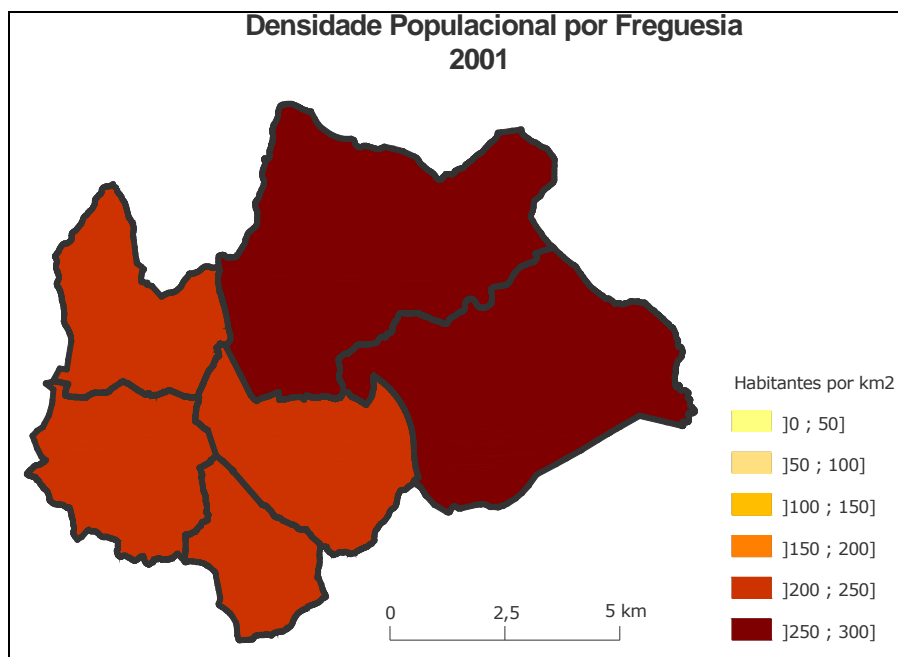 Densidade Populacional por Freguesia
2001
Habitantes por km2
]0 ; 50]
]50 ; 100]
]100 ; 150]
]150 ; 200]
]200 ; 250]
]250 ; 300]
0 2,5 5 km